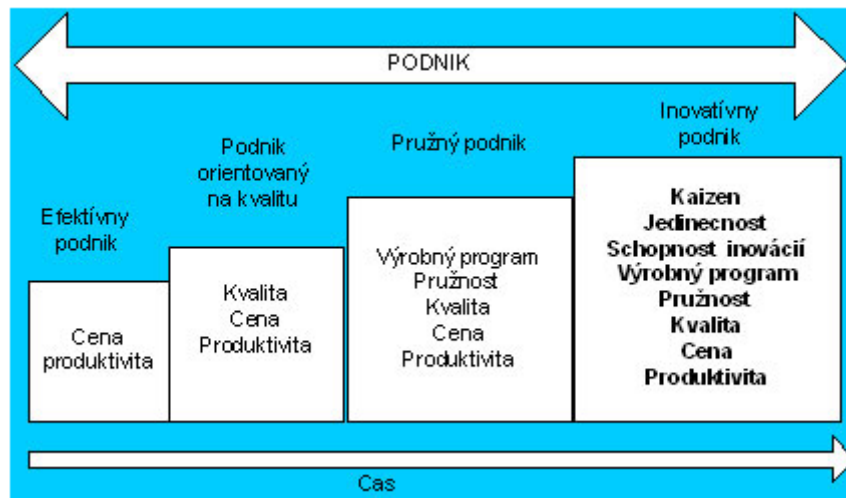 PODNIK
Efektívny
podnik
Cena
produktivita
Podnik
orientovaný
na kvalitu
Kvalita
Cena
Produktivita
Pružný podnik
Výrobný program
Pružnost
Kvalita
Cena
Produktivita
Inovatívny
podnik
Kaizen
Jedinecnost
Schopnost inovácií
Výrobný program
Pružnost
Kvalita
Cena
Produktivita
Cas